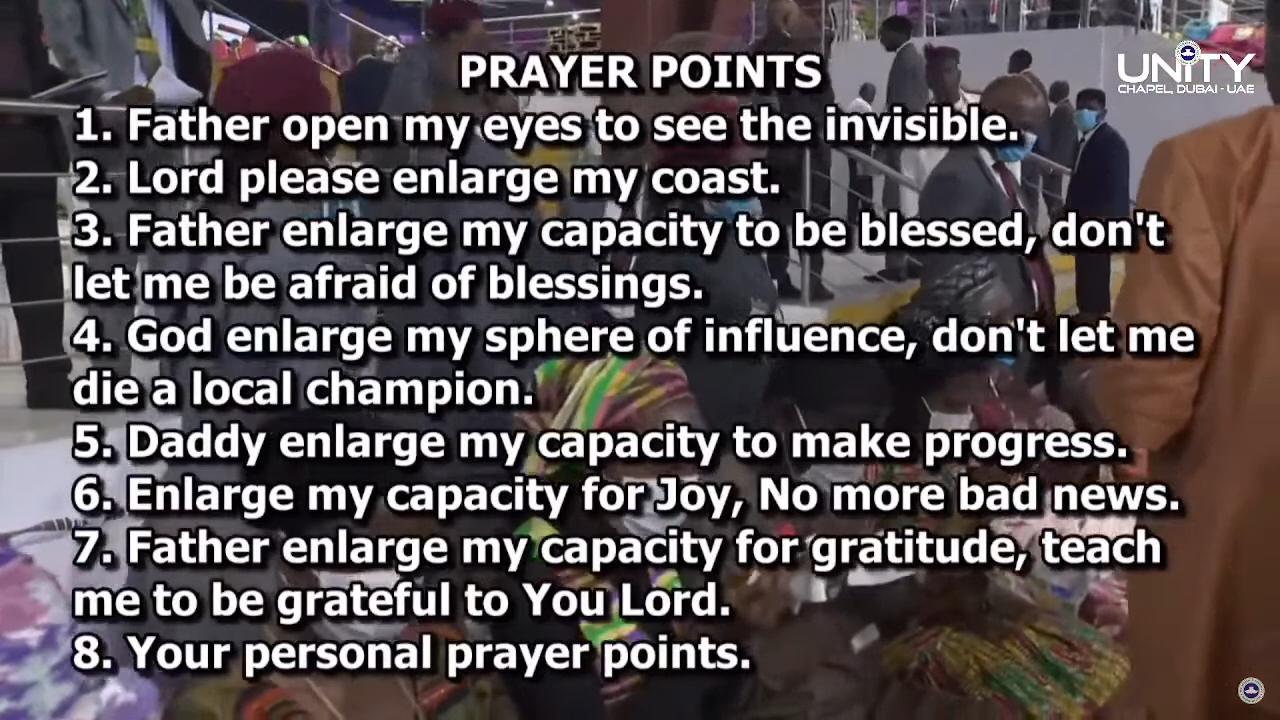 PRAYER POINTS
UNITY
CHAPEL, DUBAI - UAE
1. Father open my eyes to see the invisible.
2. Lord please enlarge my coast.
3. Father enlarge my capacity to be blessed, don't
let me be afraid of blessings.
4. God enlarge my sphere of influence, don't let me
die a local champion.
5. Daddy enlarge my capacity to make progress.
6. Enlarge my capacity for Joy, No more bad news.
7. Father enlarge my capacity for gratitude, teach
me to be grateful to You Lord.
8. Your personal prayer points.